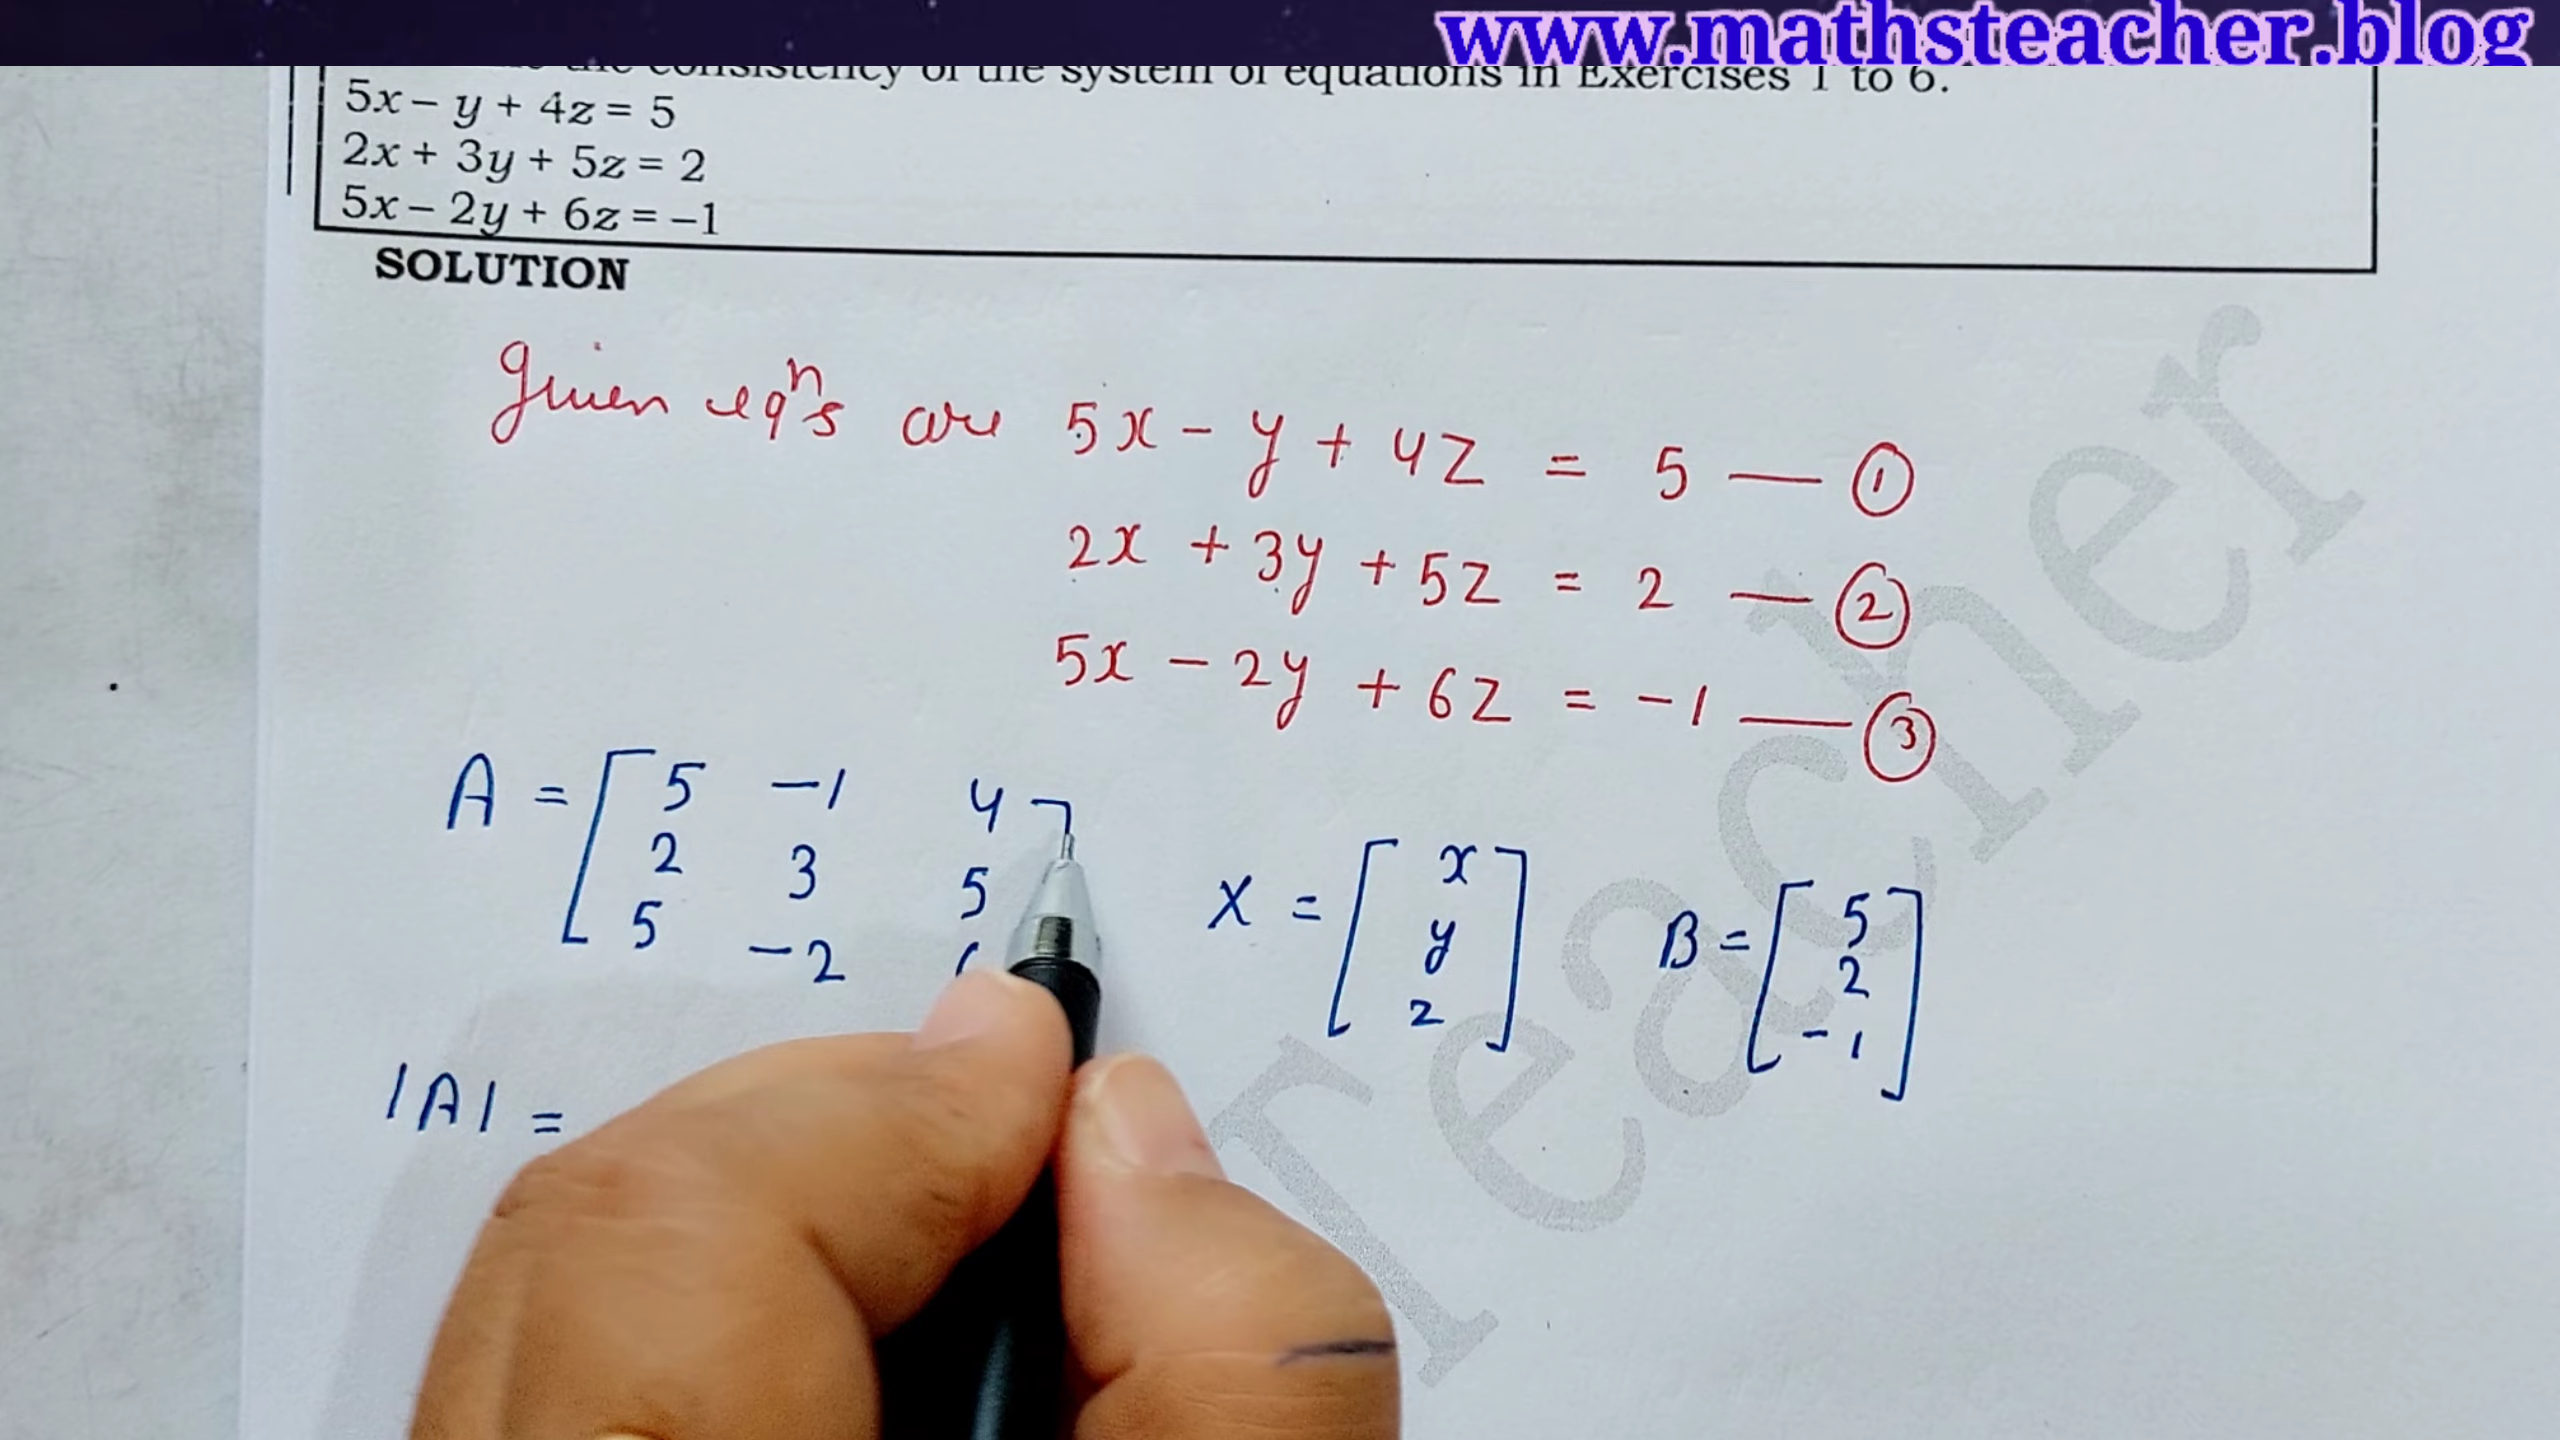 www.mathsteacher.blog
the consistency of the system of equations in Exercises 1 to 6.
5x – y + 4z = 5
2x + 3y + 5z = 2
5x – 2y + 6z = –1
SOLUTION
Given eqⁿs are 5x - y + 4z = 5 — ①
2x + 3y + 5z = 2 — ②
5x - 2y + 6z = -1 — ③
A = [ 5 -1 4 ]
2 3 5
5 -2
X = [ x y z ]
B = [ 5 2 -1 ]
|A| =
Teacher